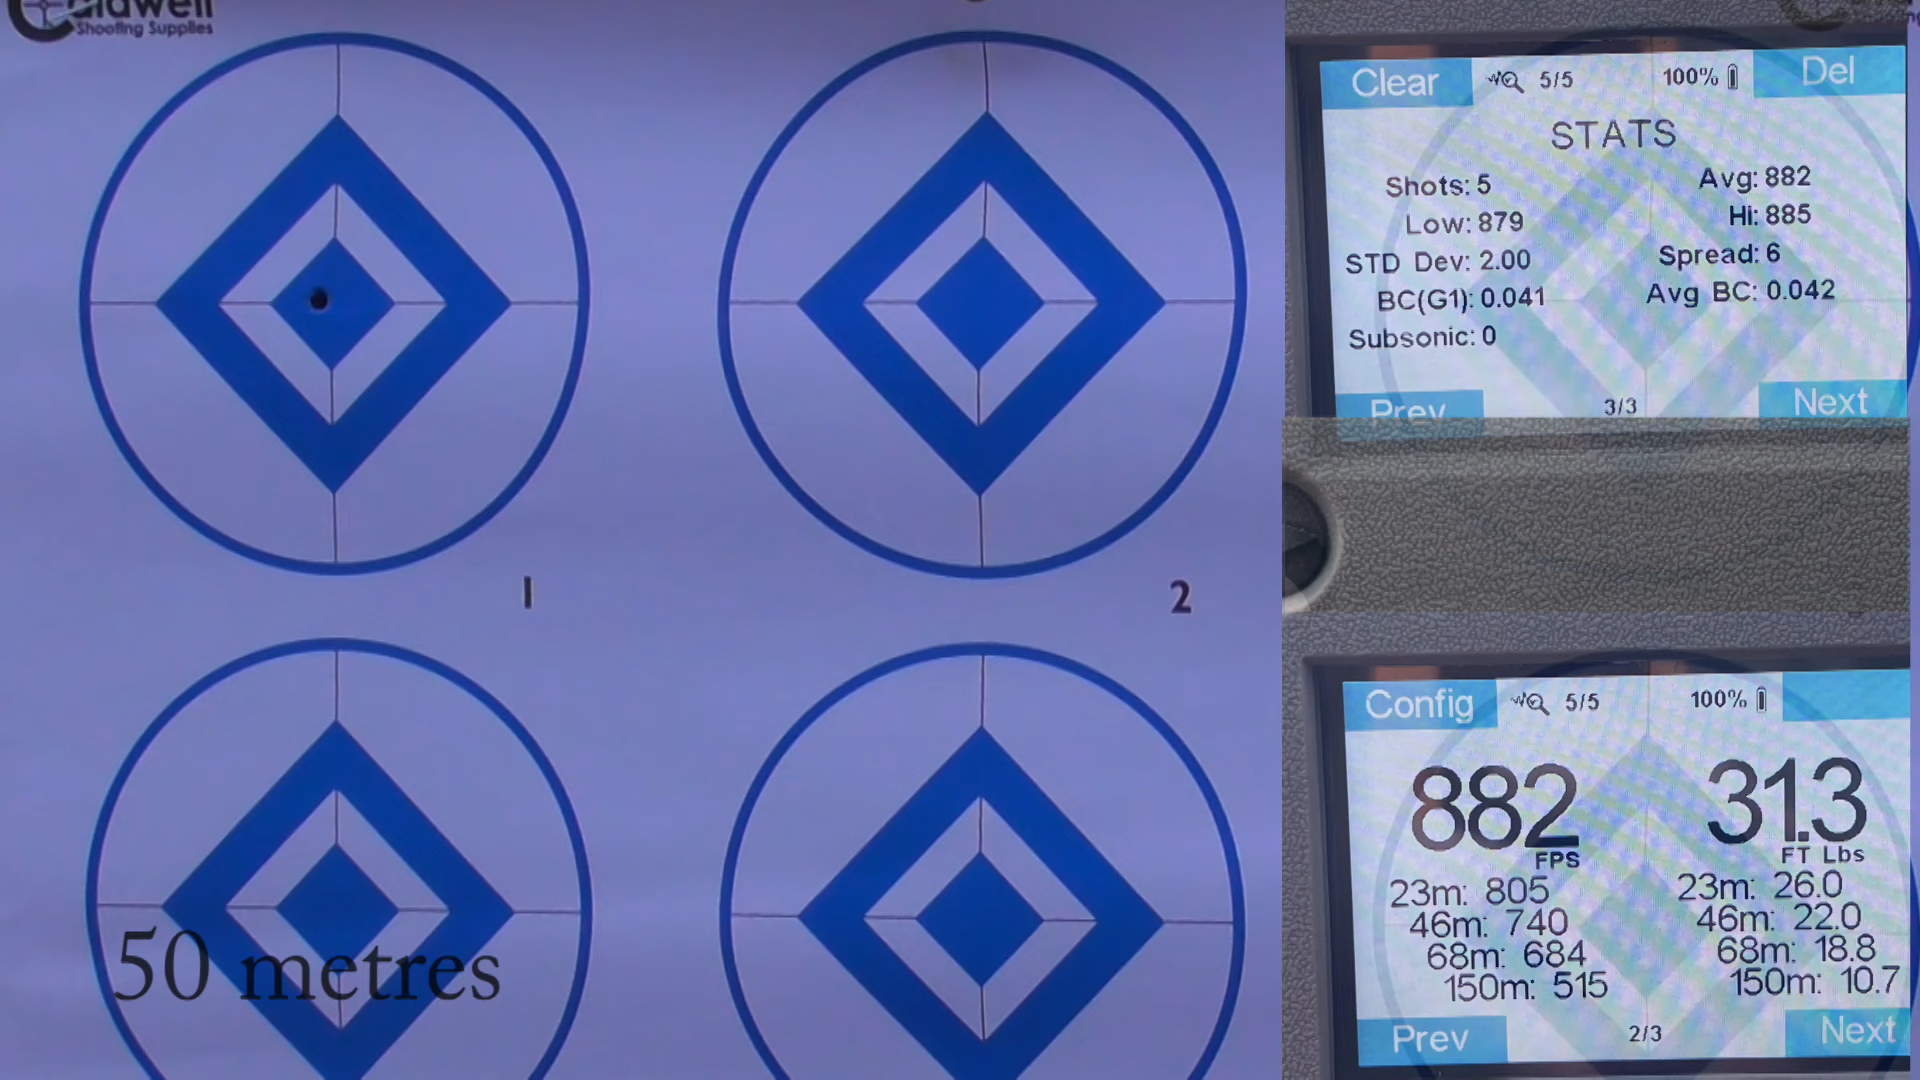 Caldwell
Shooting Supplies
1
2
50 metres
Clear 5/5 100% Del
STATS
Shots: 5 Avg: 882
Low: 879 Hi: 885
STD Dev: 2.00 Spread: 6
BC(G1): 0.041 Avg BC: 0.042
Subsonic: 0
Prev 3/3 Next
Config 5/5 100%
882 FPS 31.3 FT Lbs
23m: 805 23m: 26.0
46m: 740 46m: 22.0
68m: 684 68m: 18.8
150m: 515 150m: 10.7
Prev 2/3 Next